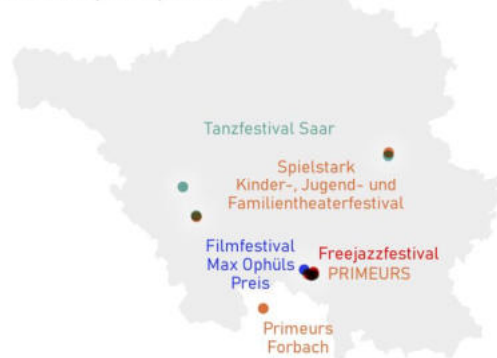 Tanzfestival Saar
Spielstark
Kinder-, Jugend- und
Familientheaterfestival
Filmfestival
Max Ophüls
Preis
Freejazzfestival
PRIMEURS
Primeurs
Forbach